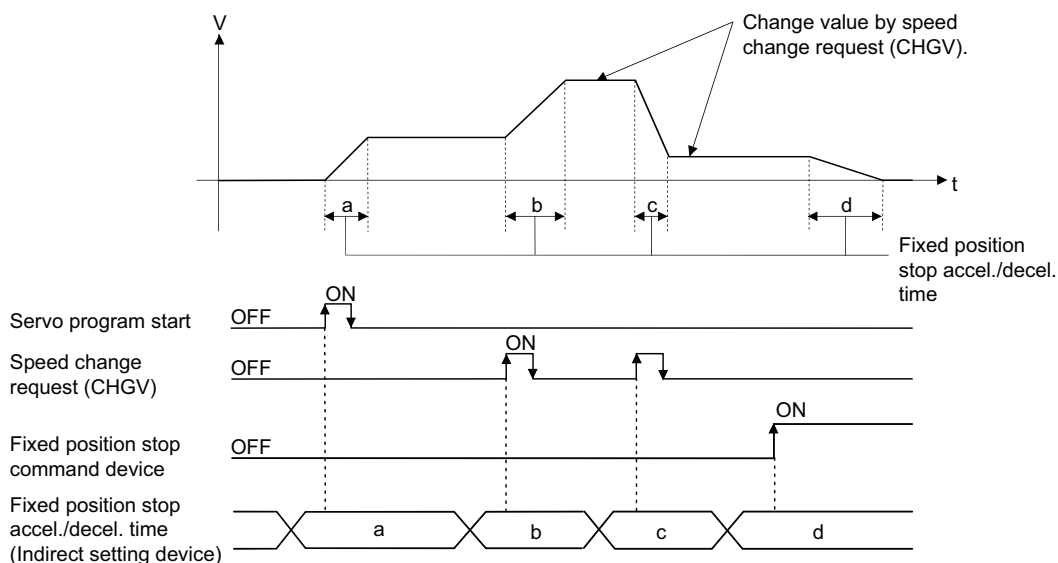 V
Change value by speed
change request (CHGV).
t
a
b
c
d
Fixed position
stop accel./decel.
time
ON
Servo program start
OFF
Speed change
request (CHGV)
OFF
ON
ON
Fixed position stop
command device
OFF
Fixed position stop
accel./decel. time
(Indirect setting device)
a
b
c
d